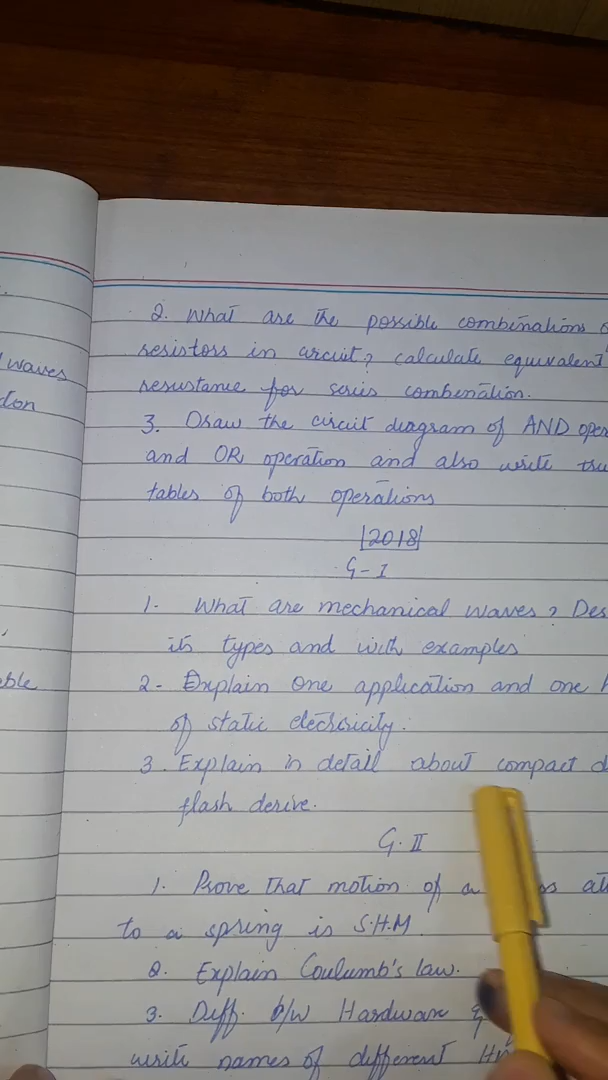 waves
2. What are the possible combinations
resistors in circuit? calculate equivalent
resustance for series combination.
3. Draw the circuit diagram of AND oper
and OR operation and also write tru
tables of both operations
|2018|
G-I
1. What are mechanical waves? Des
its types and with examples
2- Explain one application and one h
of static electricity.
3. Explain in detail about compact d
flash derive.
G. II
1. Prove that motion of a
to a spring is S.H.M.
2. Explain Coulumb's law.
3. Diff. b/w Hardware &
write names of different